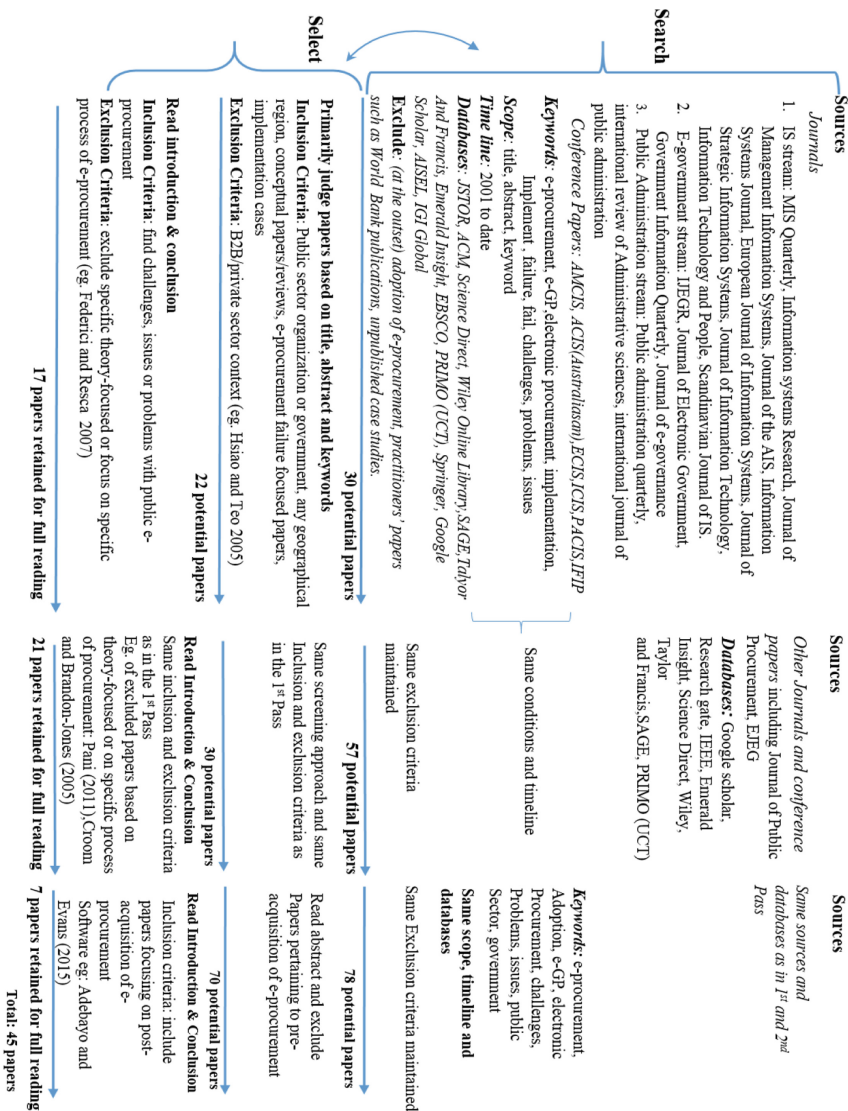 Search
Select
Sources
Journals
1. IS stream: MIS Quarterly, Information systems Research, Journal of
Management Information Systems, Journal of the AIS, Information
Systems Journal, European Journal of Information Systems, Journal of
Strategic Information Systems, Journal of Information Technology,
Information Technology and People, Scandinavian Journal of IS.
2. E-government stream: IJEGR, Journal of Electronic Government,
Government Information Quarterly, Journal of e-governance
3. Public Administration stream: Public administration quarterly,
international review of Administrative sciences, international journal of
public administration
Conference Papers: AMCIS, ACIS(Australiasan),ECIS,ICIS,PACIS,IFIP
Keywords: e-procurement, e-GP,electronic procurement, implementation,
Implement , failure, fail, challenges, problems, issues
Scope: title, abstract, keyword
Time line: 2001 to date
Databases: JSTOR, ACM, Science Direct, Wiley Online Library,SAGE,Talyor
And Francis, Emerald Insight, EBSCO, PRIMO (UCT), Springer, Google
Scholar, AISEL, IGI Global
Exclude: (at the outset) adoption of e-procurement, practitioners' papers
such as World Bank publications, unpublished case studies.
30 potential papers
Primarily judge papers based on title, abstract and keywords
Inclusion Criteria: Public sector organization or government, any geographical
region, conceptual papers/reviews, e-procurement failure focused papers,
implementation cases
Exclusion Criteria: B2B/private sector context (eg. Hsiao and Teo 2005)
22 potential papers
Read introduction & conclusion
Inclusion Criteria: find challenges, issues or problems with public e-
procurement
Exclusion Criteria: exclude specific theory-focused or focus on specific
process of e-procurement (eg. Federici and Resca 2007)
17 papers retained for full reading
Sources
Other Journals and conference
papers including Journal of Public
Procurement, EJEG
Databases: Google scholar,
Research gate, IEEE, Emerald
Insight, Science Direct, Wiley,
Taylor
and Francis,SAGE, PRIMO (UCT)
Same conditions and timeline
Same exclusion criteria
maintained
57 potential papers
Same screening approach and same
Inclusion and exclusion criteria as
in the 1st Pass
30 potential papers
Read Introduction & Conclusion
Same inclusion and exclusion criteria
as in the 1st Pass
Eg. of excluded papers based on
theory-focused or on specific process
of procurement: Pani (2011),Croom
and Brandon-Jones (2005)
21 papers retained for full reading
Sources
Same sources and
databases as in 1st and 2nd
Pass
Keywords: e-procurement,
Adoption, e-GP, electronic
Procurement, challenges,
Problems, issues, public
Sector, government
Same scope, timeline and
databases
Same Exclusion criteria maintained
78 potential papers
Read abstract and exclude
Papers pertaining to pre-
acquisition of e-procurement
70 potential papers
Read Introduction & Conclusion
Inclusion criteria: include
papers focusing on post-
acquisition of e-
procurement
Software eg: Adebayo and
Evans (2015)
7 papers retained for full reading
Total: 45 papers